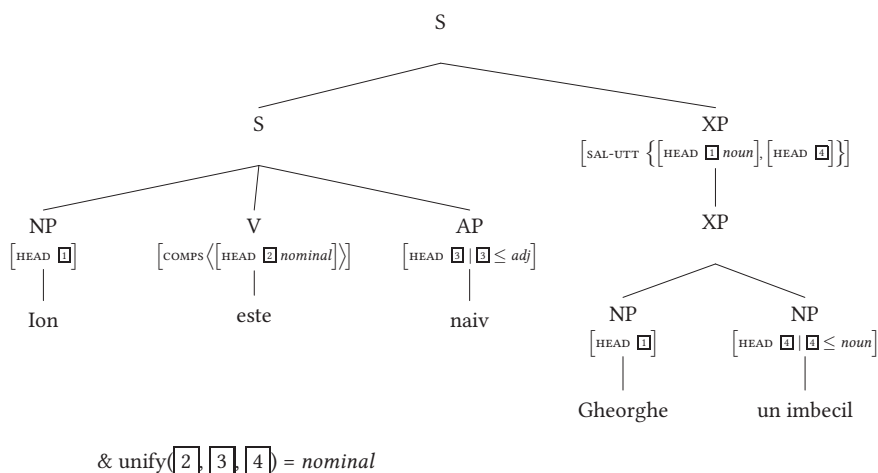 S
S XP
[SAL-UTT {[HEAD 1 noun], [HEAD 4]}]
NP V AP XP
[HEAD 1] [COMPS⟨[HEAD 2 nominal]⟩] [HEAD 3 | 3 ≤ adj]
Ion este naiv NP NP
[HEAD 1] [HEAD 4 | 4 ≤ noun]
Gheorghe un imbecil
& unify(2, 3, 4) = nominal